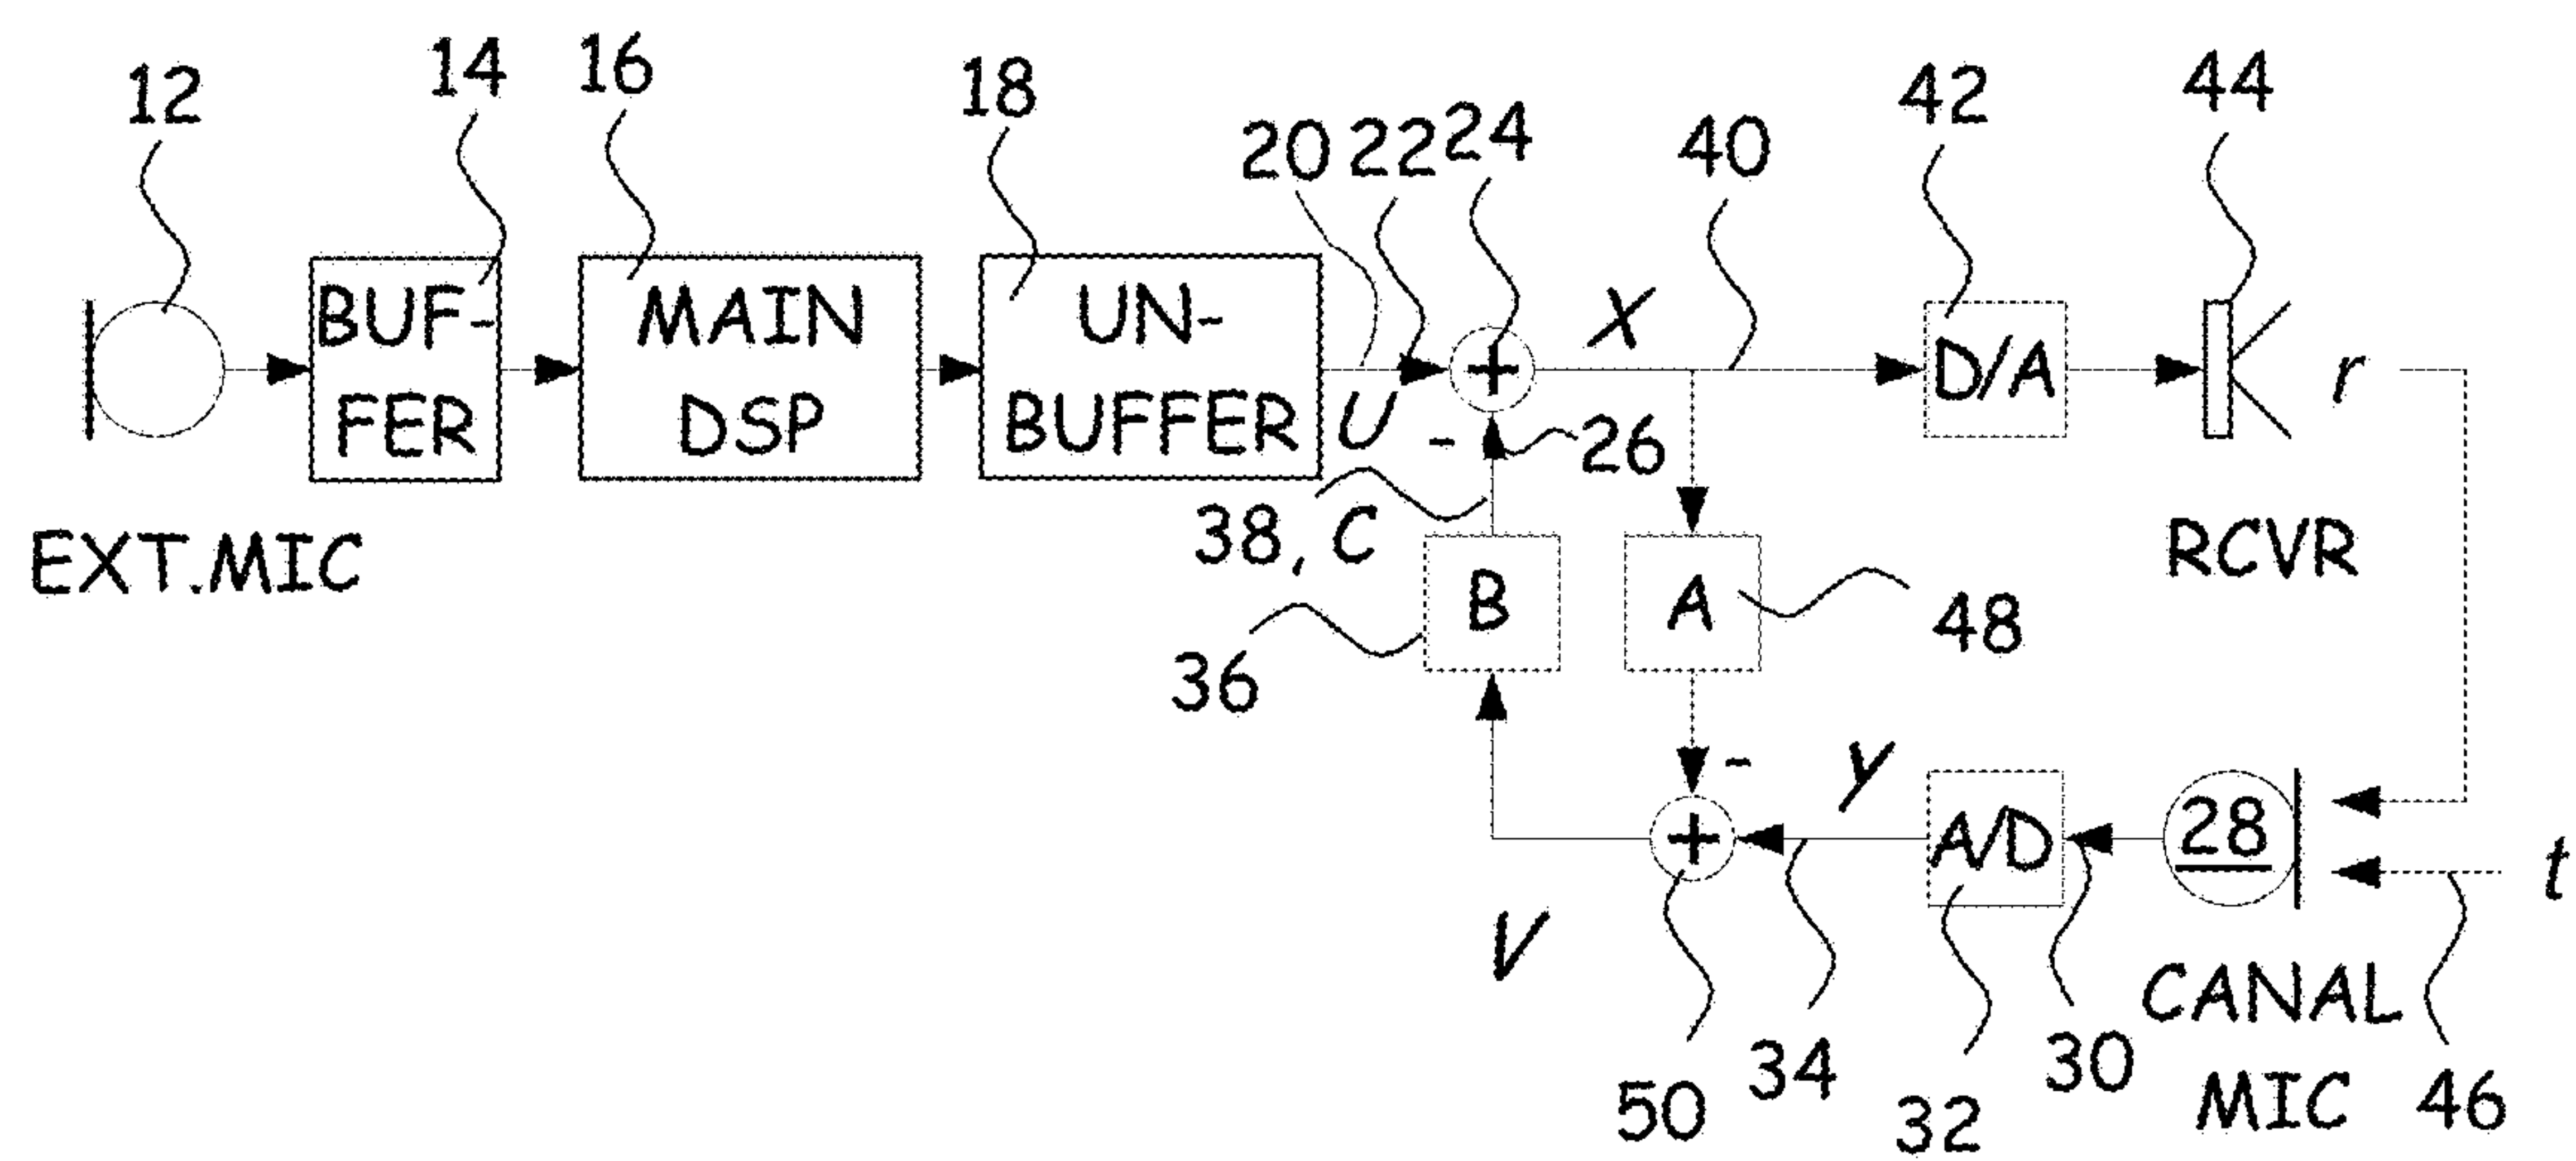 12
14
16
18
20
22
24
40
42
44
BUF-
FER
MAIN
DSP
UN-
BUFFER
U
-
+
X
D/A
r
26
EXT.MIC
38, C
B
A
48
RCVR
36
-
+
y
A/D
28
t
V
CANAL
MIC
50
34
32
30
46